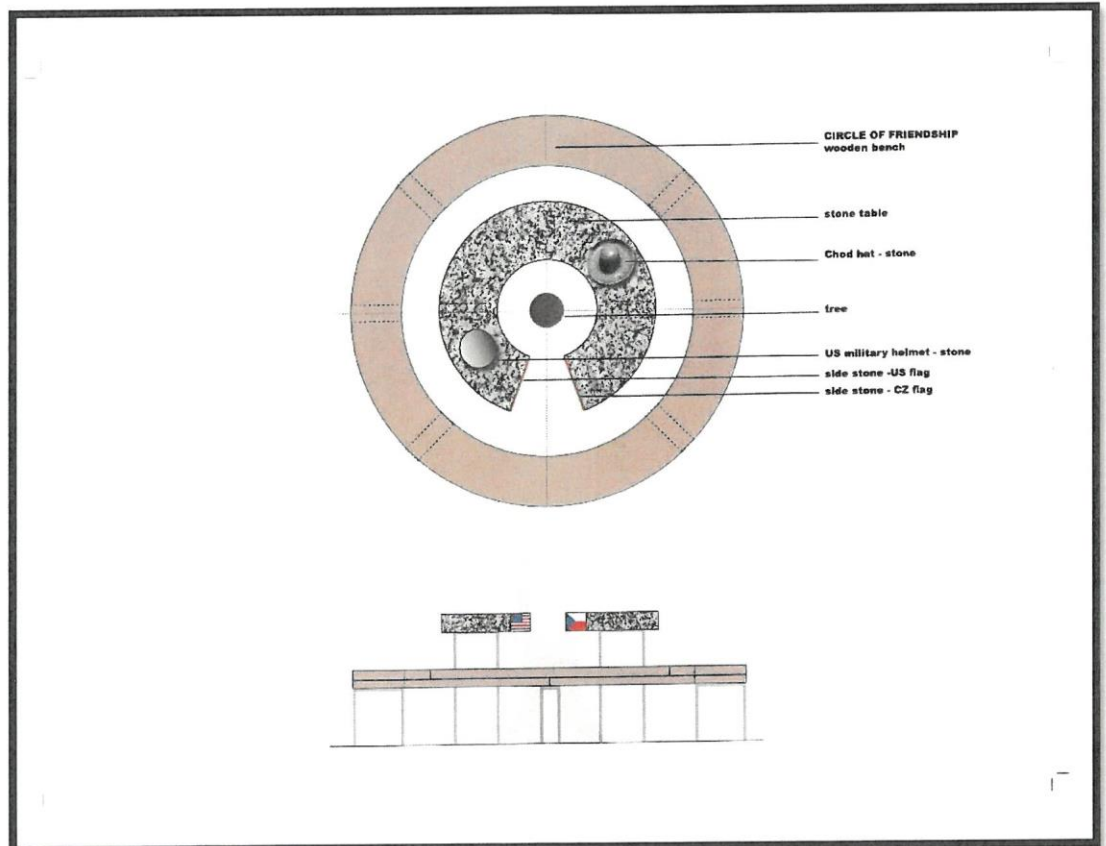 CIRCLE OF FRIENDSHIP
wooden bench
stone table
Chod hat - stone
tree
US military helmet - stone
side stone -US flag
side stone - CZ flag